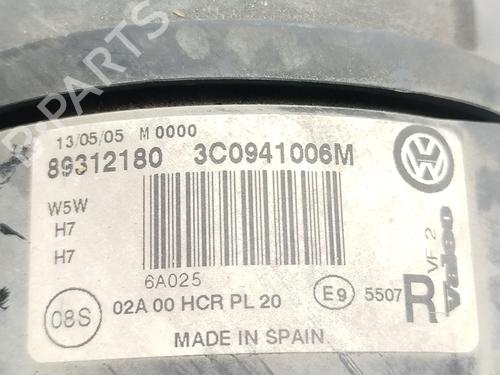 B-PARTS
13/05/05 M 0000
89312180 3C0941006M
W5W
H7
H7
6A025
08S
02A 00 HCR PL 20
E9 5507
R
VF 2
Valeo
MADE IN SPAIN